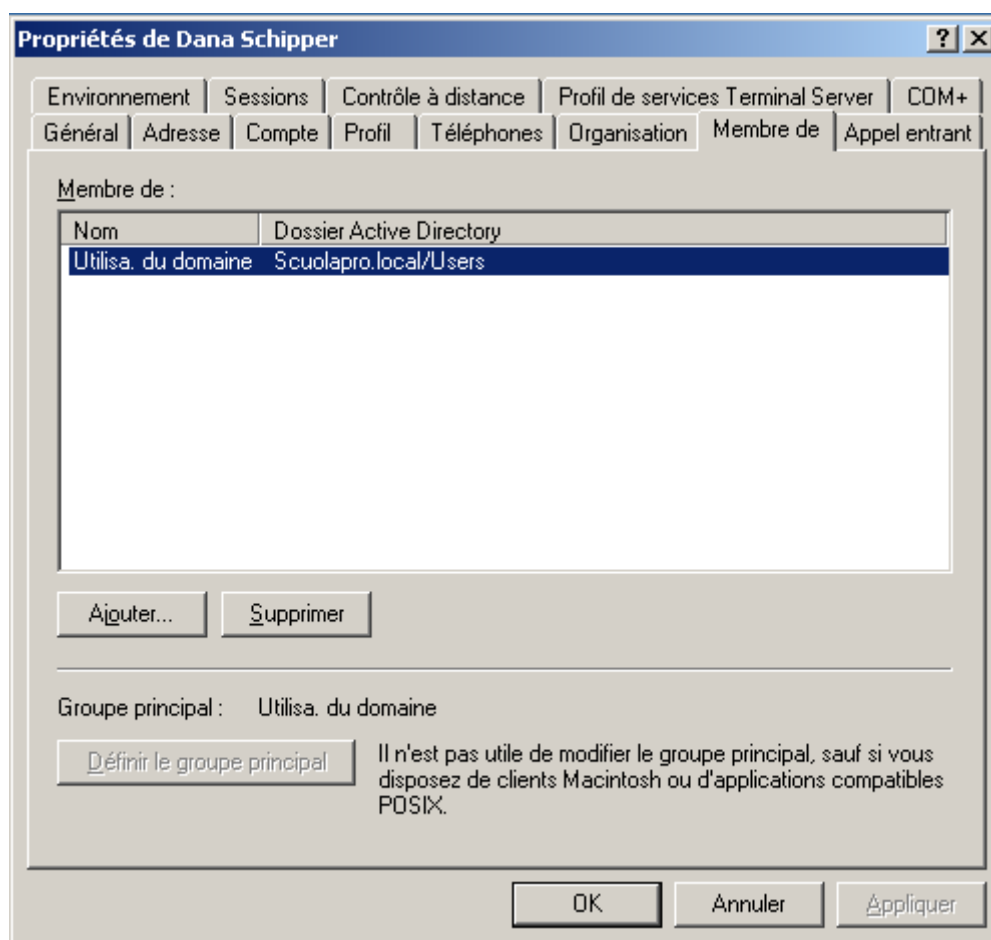 Propriétés de Dana Schipper
Environnement Sessions Contrôle à distance Profil de services Terminal Server COM+
Général Adresse Compte Profil Téléphones Organisation Membre de Appel entrant
Membre de :
Nom Dossier Active Directory
Utilisa. du domaine Scuolapro.local/Users
Ajouter... Supprimer
Groupe principal : Utilisa. du domaine
Définir le groupe principal
Il n'est pas utile de modifier le groupe principal, sauf si vous
disposez de clients Macintosh ou d'applications compatibles
POSIX.
OK Annuler Appliquer